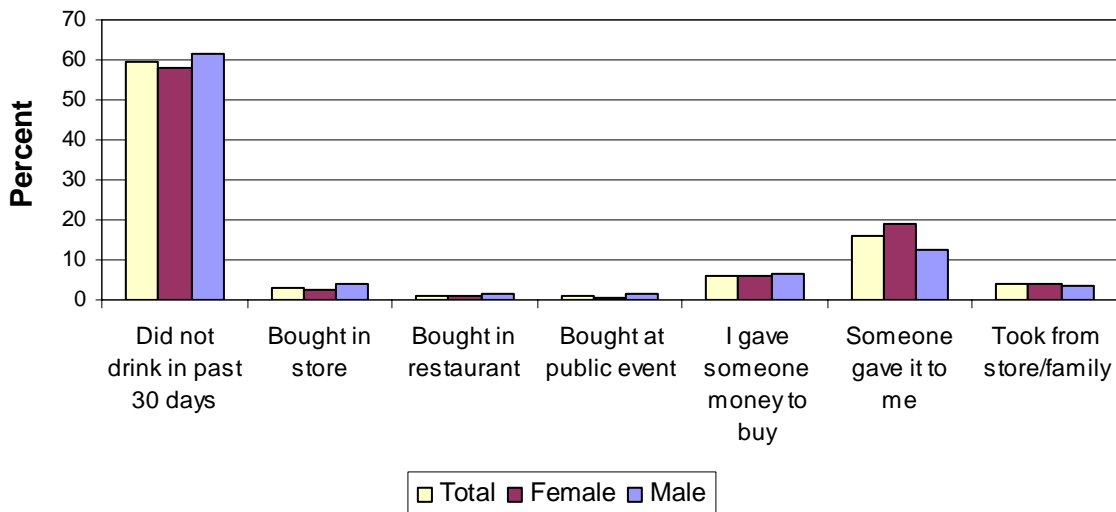 70
60
50
40
30
20
10
0
Percent
Did not
drink in past
30 days
Bought in
store
Bought in
restaurant
Bought at
public event
I gave
someone
money to
buy
Someone
gave it to
me
Took from
store/family
Total Female Male